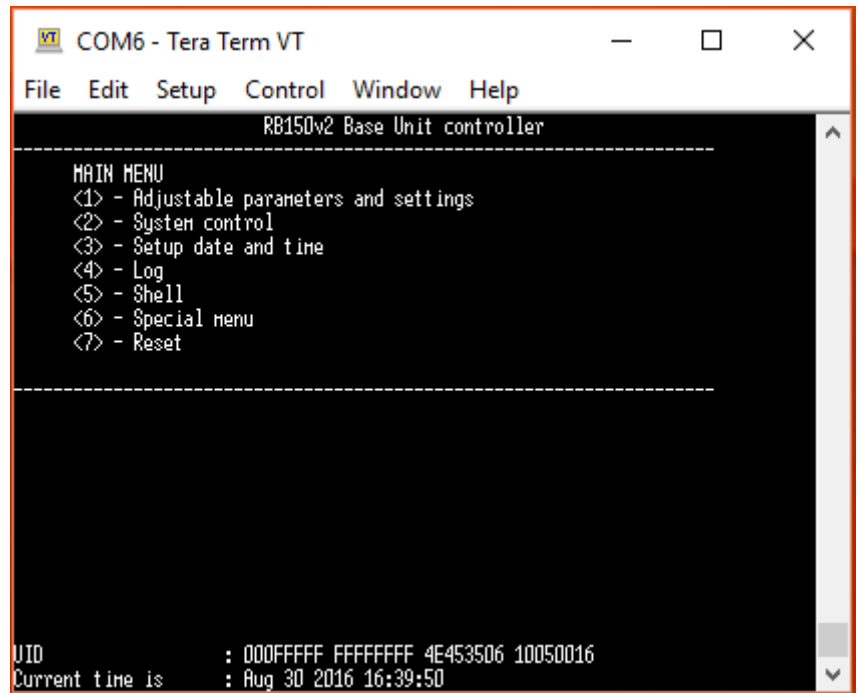 COM6 - Tera Term VT
File Edit Setup Control Window Help
RB150v2 Base Unit controller
--------------------------------------------------------------------------------
MAIN MENU
<1> - Adjustable parameters and settings
<2> - System control
<3> - Setup date and time
<4> - Log
<5> - Shell
<6> - Special menu
<7> - Reset
--------------------------------------------------------------------------------
UID : 000FFFFF FFFFFFFF 4E453506 10050016
Current time is : Aug 30 2016 16:39:50